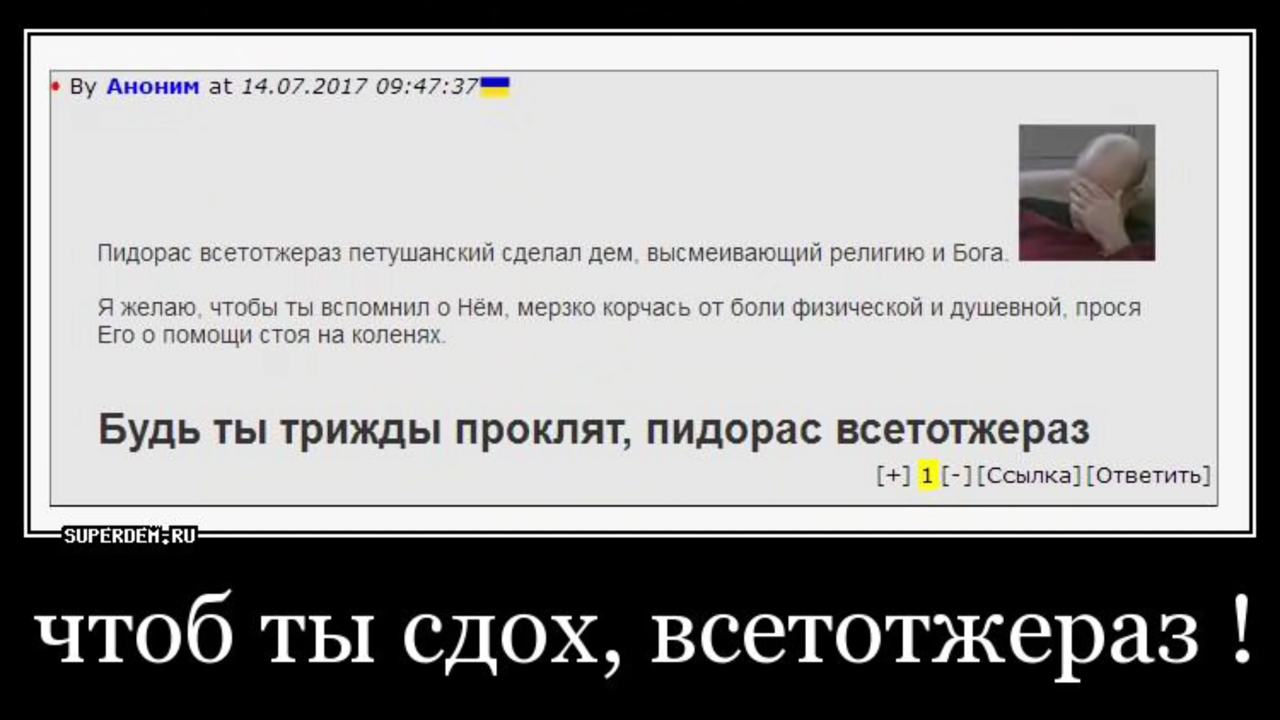 • By Аноним at 14.07.2017 09:47:37
Пидорас всетотжераз петушанский сделал дем, высмеивающий религию и Бога.
Я желаю, чтобы ты вспомнил о Нём, мерзко корчась от боли физической и душевной, прося
Его о помощи стоя на коленях.
Будь ты трижды проклят, пидорас всетотжераз
[+] 1 [-][Ссылка][Ответить]
SUPERDEM.RU
чтоб ты сдох, всетотжераз !